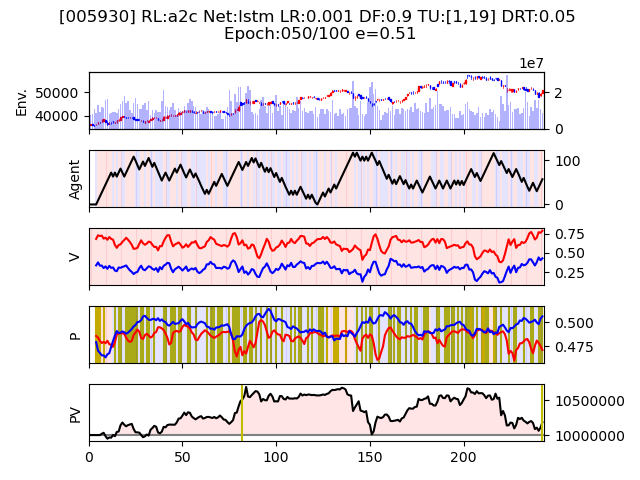 [005930] RL:a2c Net:lstm LR:0.001 DF:0.9 TU:[1,19] DRT:0.05
Epoch:050/100 e=0.51
1e7
Env.
50000
40000
2
0
Agent
100
0
V
0.75
0.50
0.25
P
0.500
0.475
PV
10500000
10000000
0 50 100 150 200